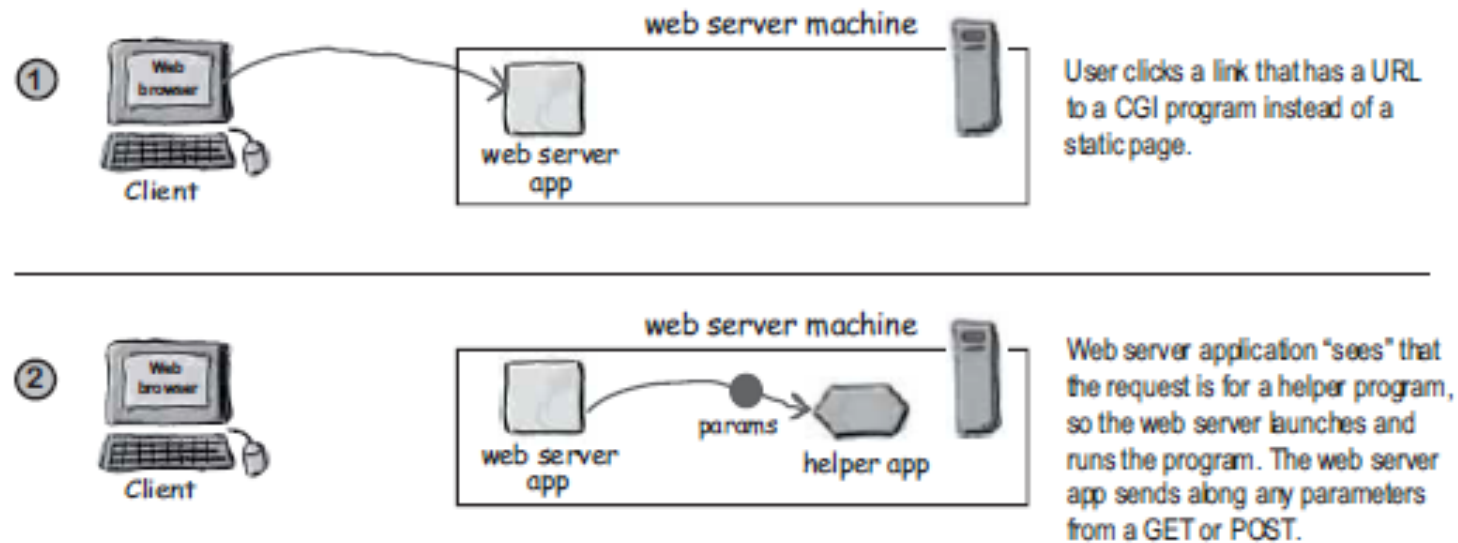 web server machine
1
Web
browser
Client
web server
app
User clicks a link that has a URL
to a CGI program instead of a
static page.
web server machine
2
Web
browser
Client
web server
app
params
helper app
Web server application “sees” that
the request is for a helper program,
so the web server launches and
runs the program. The web server
app sends along any parameters
from a GET or POST.